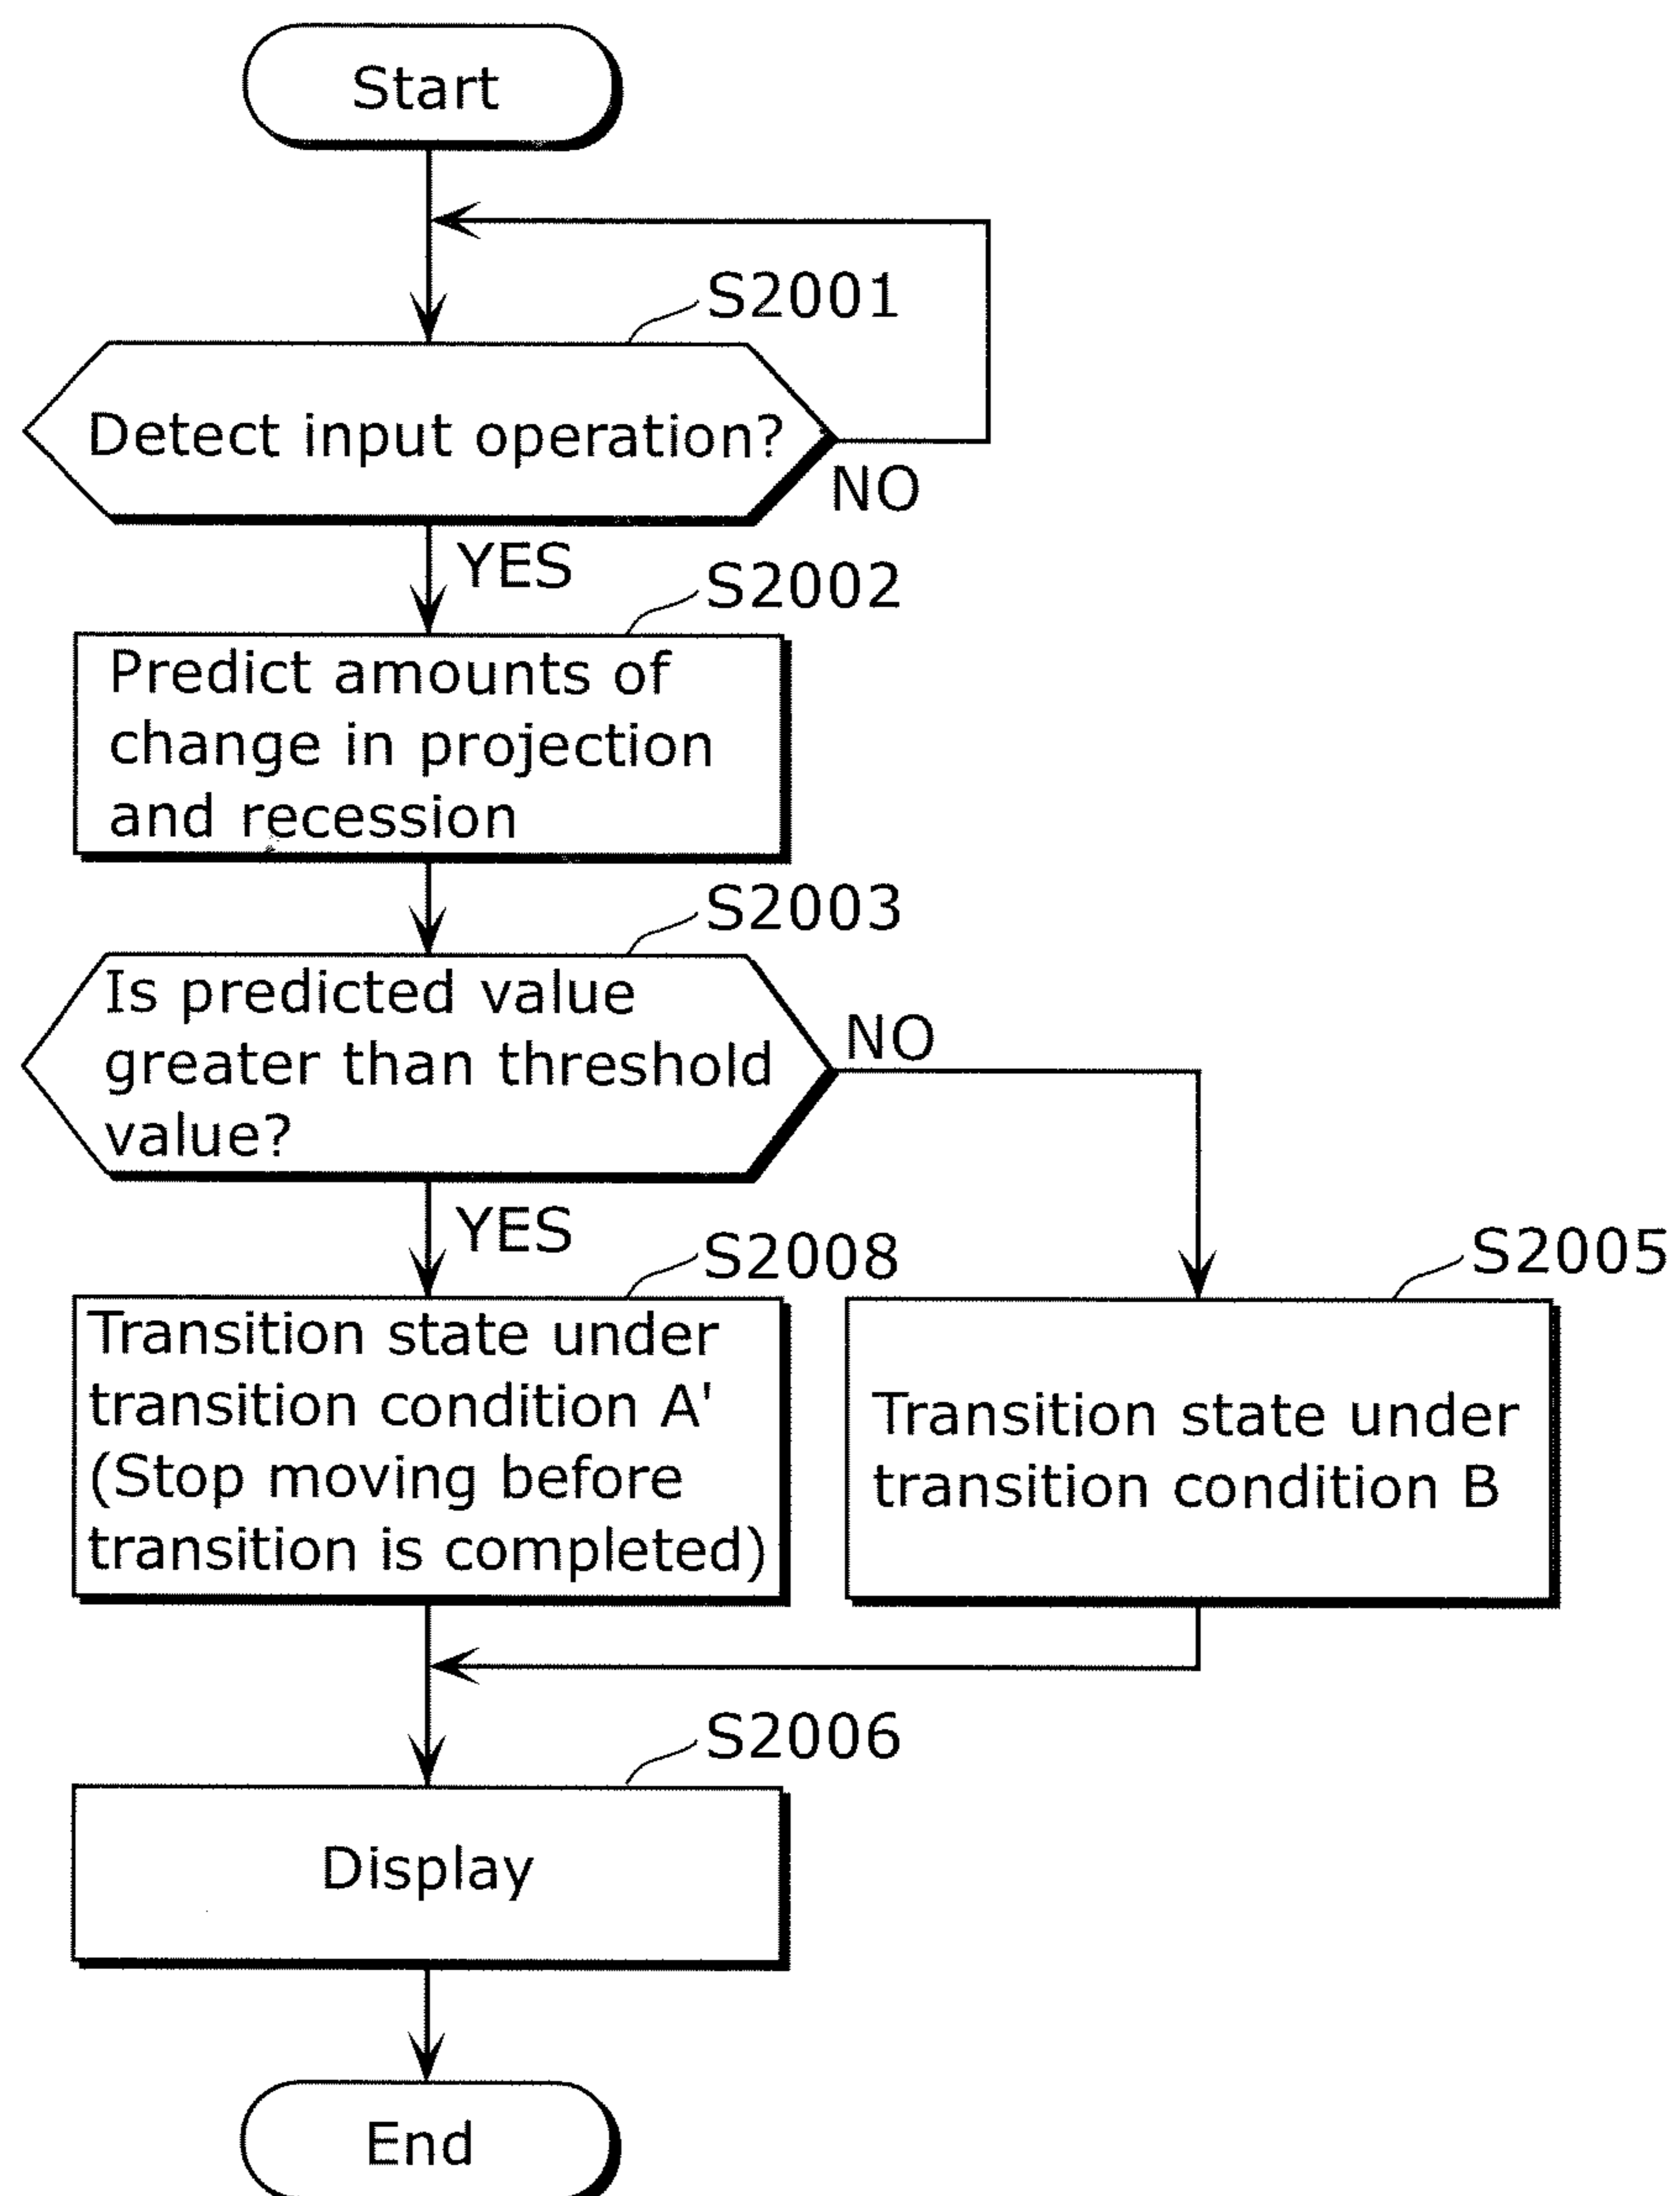 Start
S2001
Detect input operation?
NO
YES
S2002
Predict amounts of
change in projection
and recession
S2003
Is predicted value
greater than threshold
value?
NO
YES
S2008
Transition state under
transition condition A'
(Stop moving before
transition is completed)
S2005
Transition state under
transition condition B
S2006
Display
End